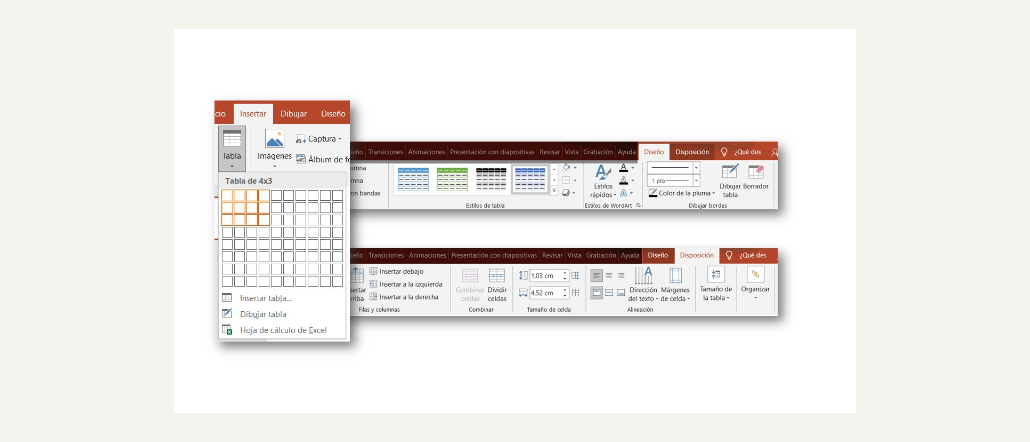 cio Insertar Dibujar Diseño
Captura
Tabla Imágenes Álbum de
Tabla de 4x3
Insertar tabla...
Dibujar tabla
Hoja de cálculo de Excel
Transiciones Animaciones Presentación con diapositivas Revisar Vista Grabación Ayuda Diseño Disposición ¿Qué des
on bandas
Estilos de tabla
Estilos rápidos
Estilos de WordArt
1 pto
Color de la pluma
Dibujar tabla
Borrador
Dibujar bordes
Transiciones Animaciones Presentación con diapositivas Revisar Vista Grabación Ayuda Diseño Disposición ¿Qué des
Insertar debajo
Insertar a la izquierda
Insertar a la derecha
Filas y columnas
Combinar celdas
Dividir celdas
Combinar
1,03 cm
4,52 cm
Tamaño de celda
Dirección del texto
Márgenes de celda
Alineación
Tamaño de la tabla
Organizar